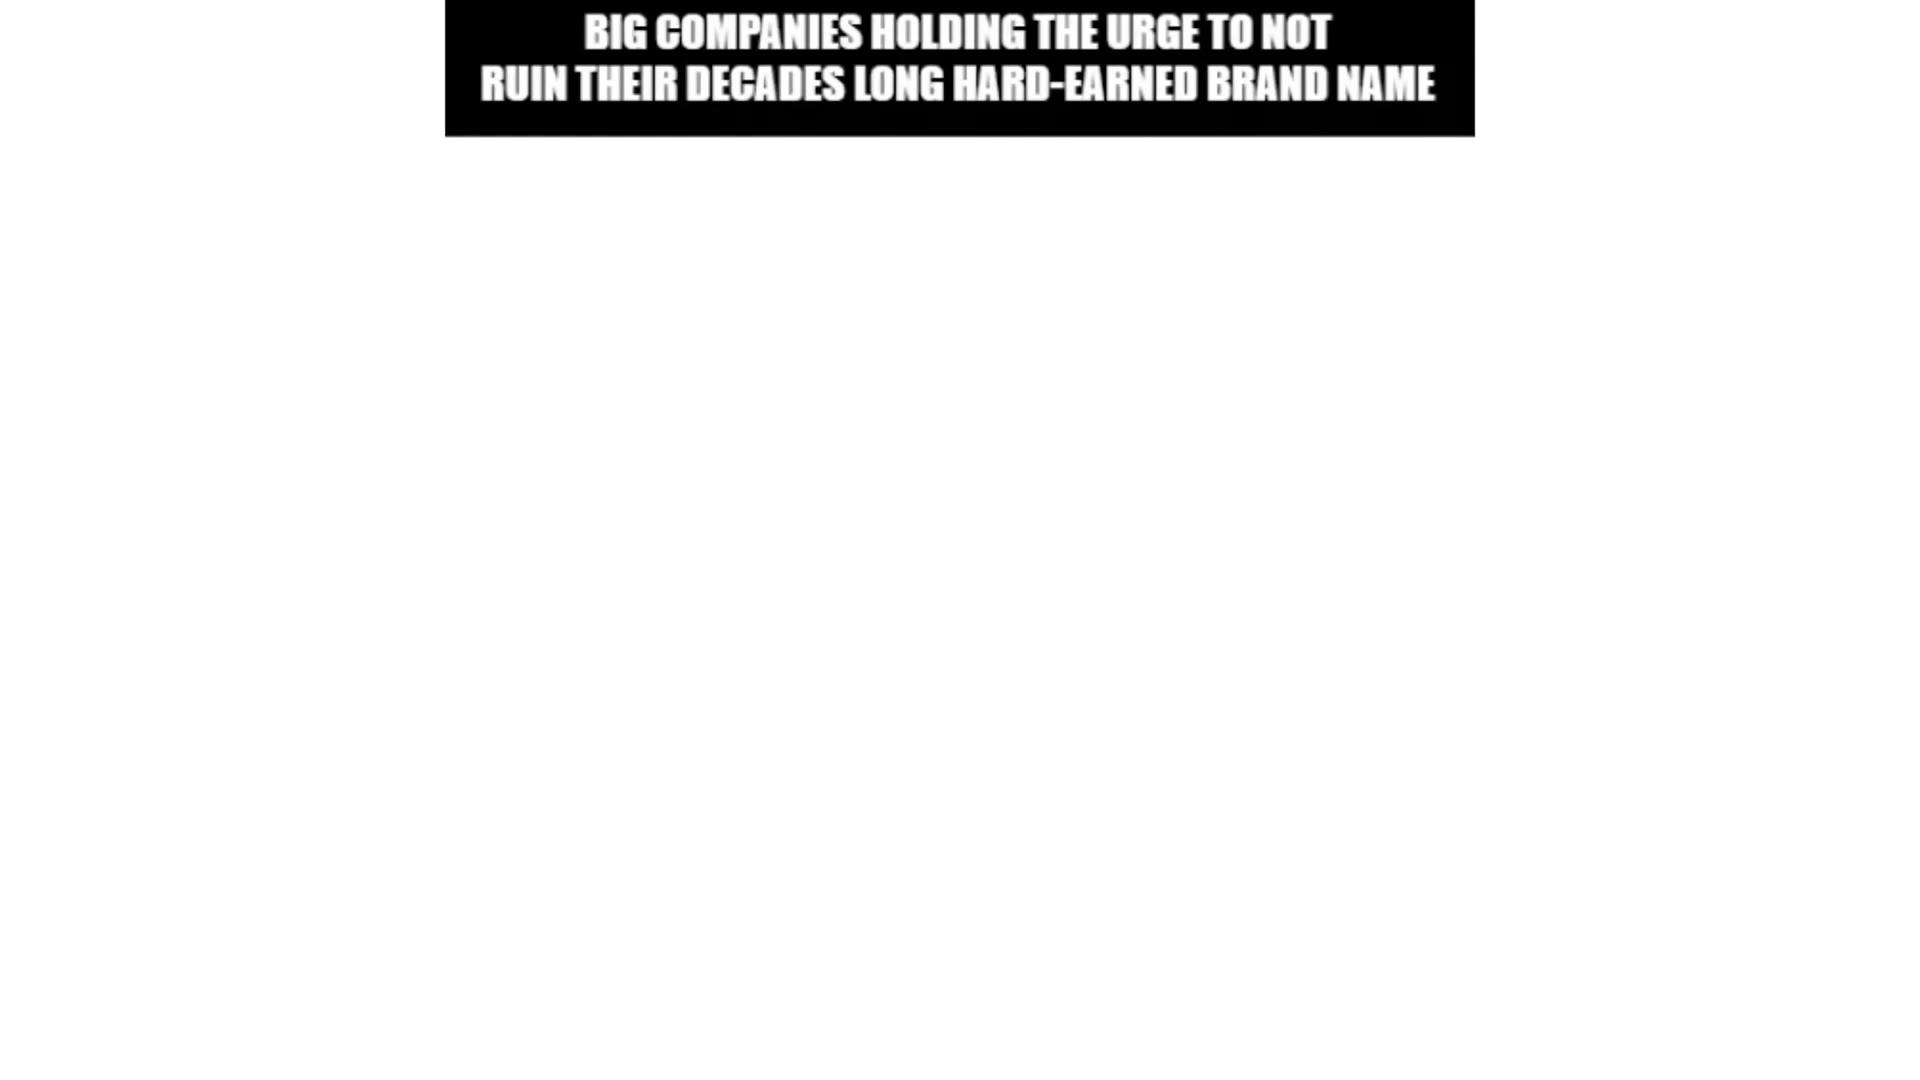 BIG COMPANIES HOLDING THE URGE TO NOT
RUIN THEIR DECADES LONG HARD-EARNED BRAND NAME